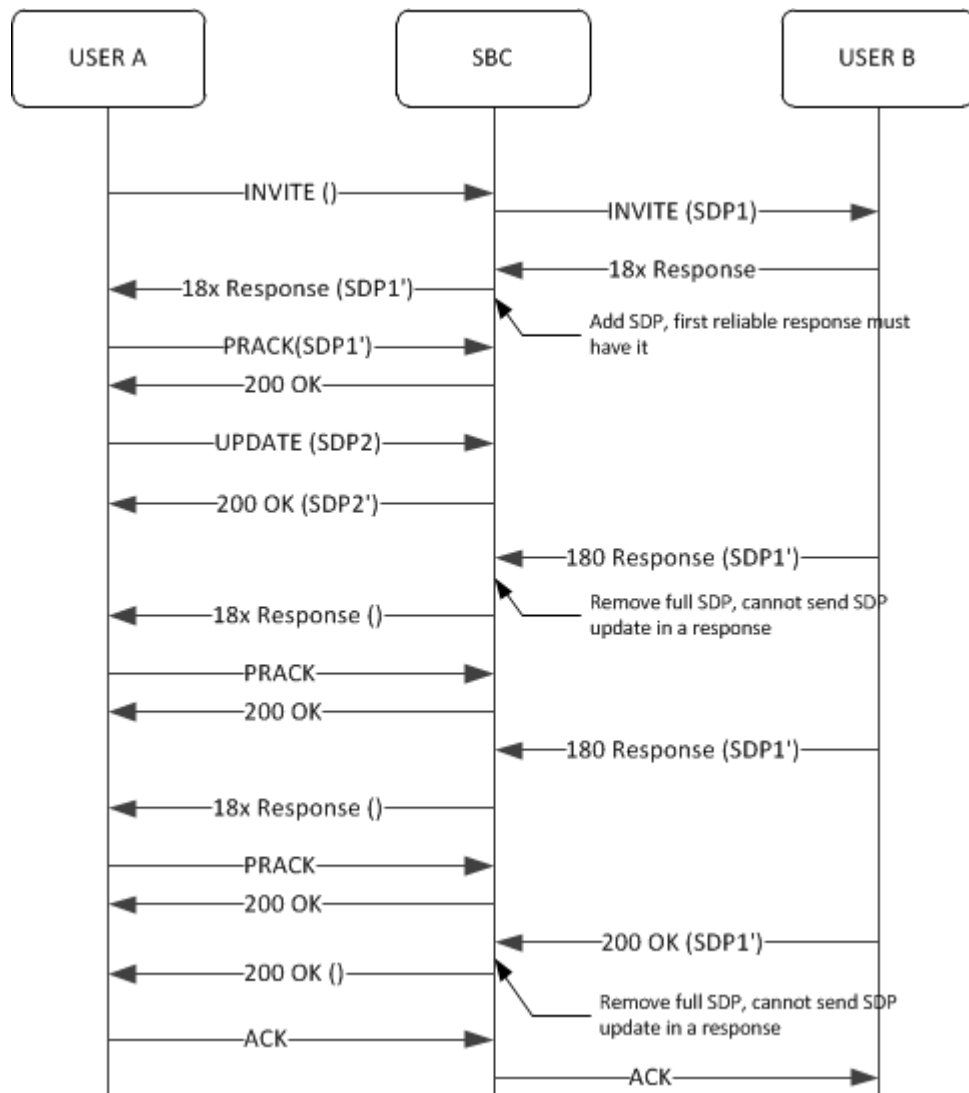 USER A
SBC
USER B
INVITE ()
INVITE (SDP1)
18x Response
18x Response (SDP1')
Add SDP, first reliable response must
have it
PRACK(SDP1')
200 OK
UPDATE (SDP2)
200 OK (SDP2')
180 Response (SDP1')
Remove full SDP, cannot send SDP
update in a response
18x Response ()
PRACK
200 OK
180 Response (SDP1')
18x Response ()
PRACK
200 OK
200 OK (SDP1')
200 OK ()
Remove full SDP, cannot send SDP
update in a response
ACK
ACK